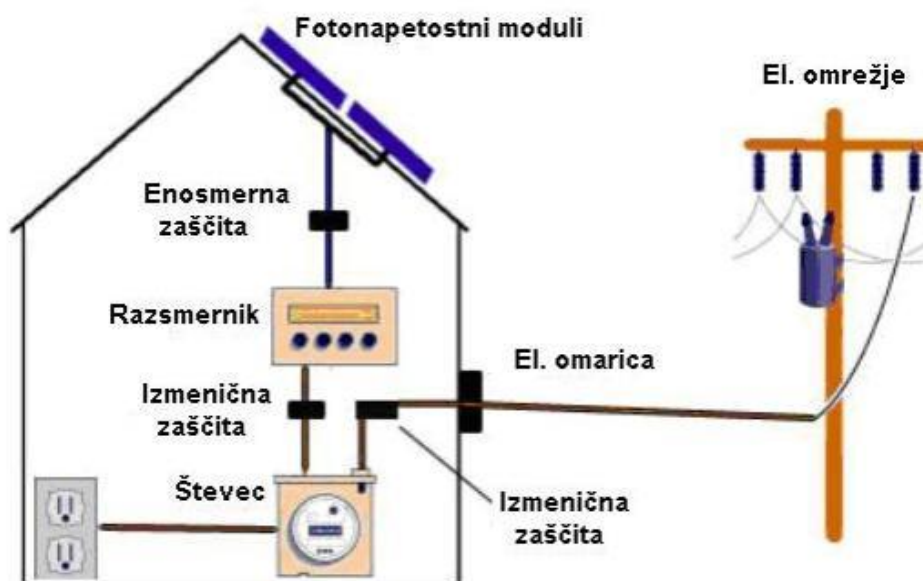 Fotonapetostni moduli
El. omrežje
Enosmerna
zaščita
Razsmernik
El. omarica
Izmenična
zaščita
Števec
Izmenična
zaščita